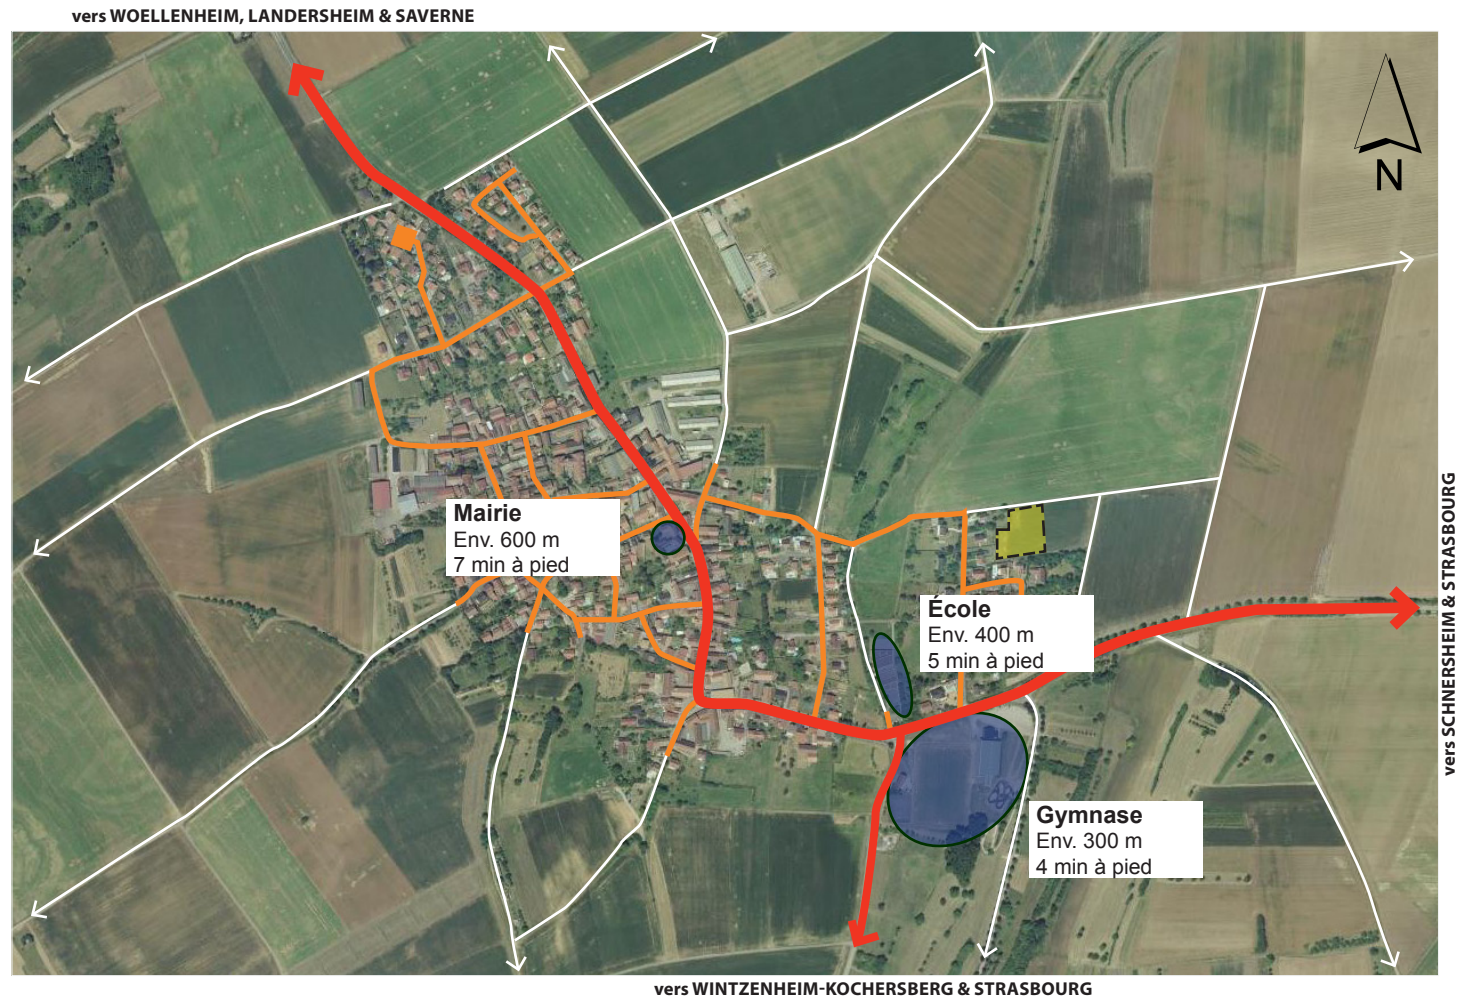 vers WOELLENHEIM, LANDERSHEIM & SAVERNE
N
Mairie
Env. 600 m
7 min à pied
École
Env. 400 m
5 min à pied
vers SCHNERSHEIM & STRASBOURG
Gymnase
Env. 300 m
4 min à pied
vers WINTZENHEIM-KOCHERSBERG & STRASBOURG